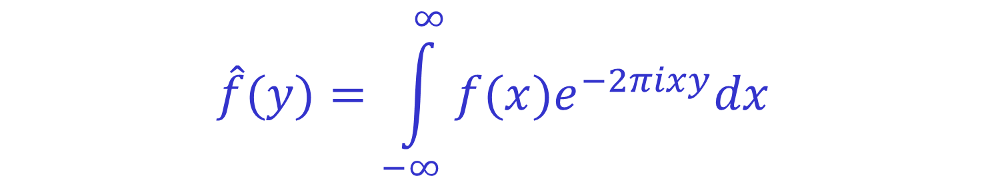 f̂(y) = ∫_{-∞}^{∞} f(x)e^{-2πixy}dx